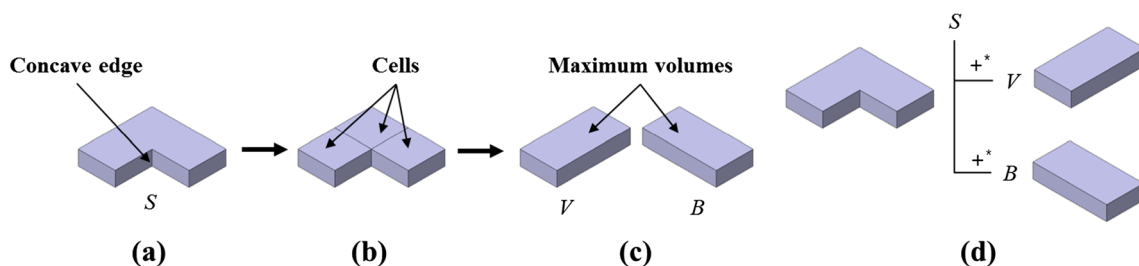 Concave edge
S
(a)
Cells
(b)
Maximum volumes
V B
(c)
S
+* V
+* B
(d)